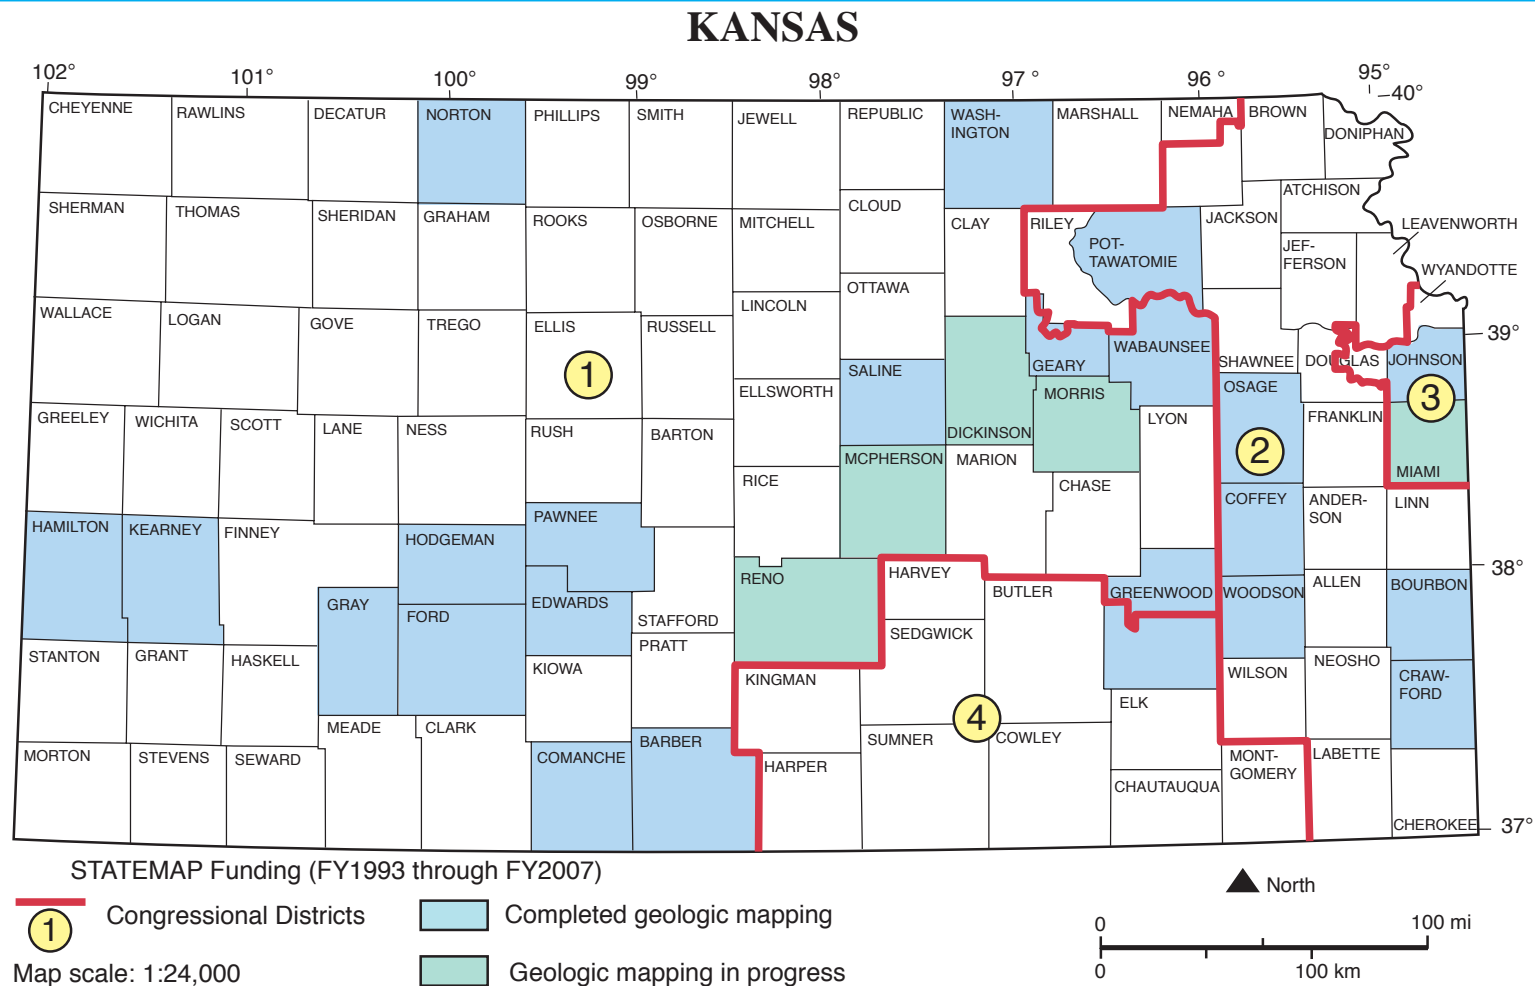 KANSAS
102°
101°
100°
99°
98°
97 °
96 °
95°
40°
CHEYENNE
RAWLINS
DECATUR
NORTON
PHILLIPS
SMITH
JEWELL
REPUBLIC
WASH-
INGTON
MARSHALL
NEMAHA
BROWN
DONIPHAN
SHERMAN
THOMAS
SHERIDAN
GRAHAM
ROOKS
OSBORNE
MITCHELL
CLOUD
CLAY
RILEY
POT-
TAWATOMIE
JACKSON
ATCHISON
JEF-
FERSON
LEAVENWORTH
WYANDOTTE
WALLACE
LOGAN
GOVE
TREGO
ELLIS
RUSSELL
LINCOLN
OTTAWA
39°
1
ELLSWORTH
SALINE
DICKINSON
GEARY
WABAUNSEE
MORRIS
SHAWNEE
OSAGE
DOUGLAS
JOHNSON
3
GREELEY
WICHITA
SCOTT
LANE
NESS
RUSH
BARTON
RICE
MCPHERSON
MARION
CHASE
LYON
2
FRANKLIN
MIAMI
HAMILTON
KEARNEY
FINNEY
HODGEMAN
PAWNEE
COFFEY
ANDER-
SON
LINN
38°
GRAY
FORD
EDWARDS
STAFFORD
RENO
HARVEY
BUTLER
GREENWOOD
WOODSON
ALLEN
BOURBON
STANTON
GRANT
HASKELL
KIOWA
PRATT
KINGMAN
SEDGWICK
ELK
WILSON
NEOSHO
CRAW-
FORD
4
MORTON
STEVENS
SEWARD
MEADE
CLARK
COMANCHE
BARBER
HARPER
SUMNER
COWLEY
CHAUTAUQUA
MONT-
GOMERY
LABETTE
CHEROKEE
37°
STATEMAP Funding (FY1993 through FY2007)
1
Congressional Districts
Completed geologic mapping
Map scale: 1:24,000
Geologic mapping in progress
North
0
100 mi
0
100 km